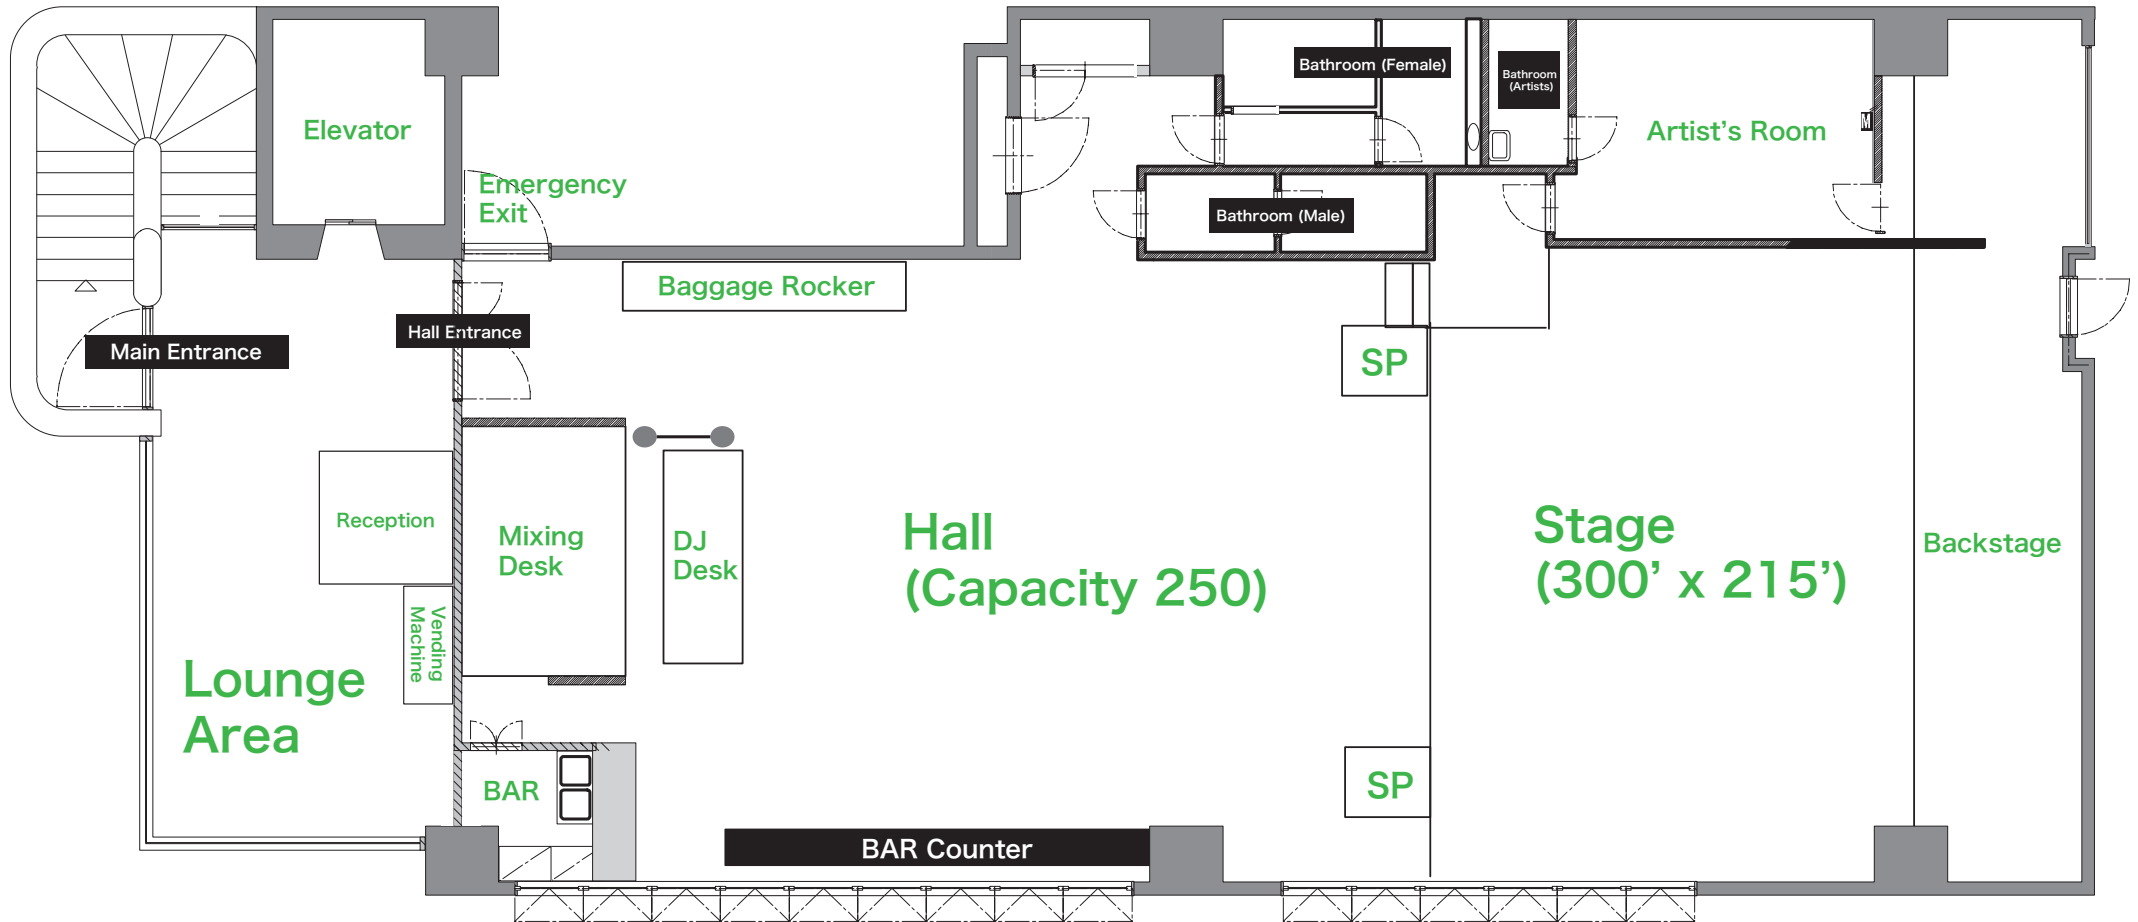 Elevator
Emergency
Exit
Bathroom (Female)
Bathroom
(Artists)
Artist's Room
Bathroom (Male)
Baggage Rocker
Main Entrance
Hall Entrance
SP
Reception
Mixing
Desk
DJ
Desk
Hall
(Capacity 250)
Stage
(300' x 215')
Backstage
Vending
Machine
Lounge
Area
BAR
SP
BAR Counter